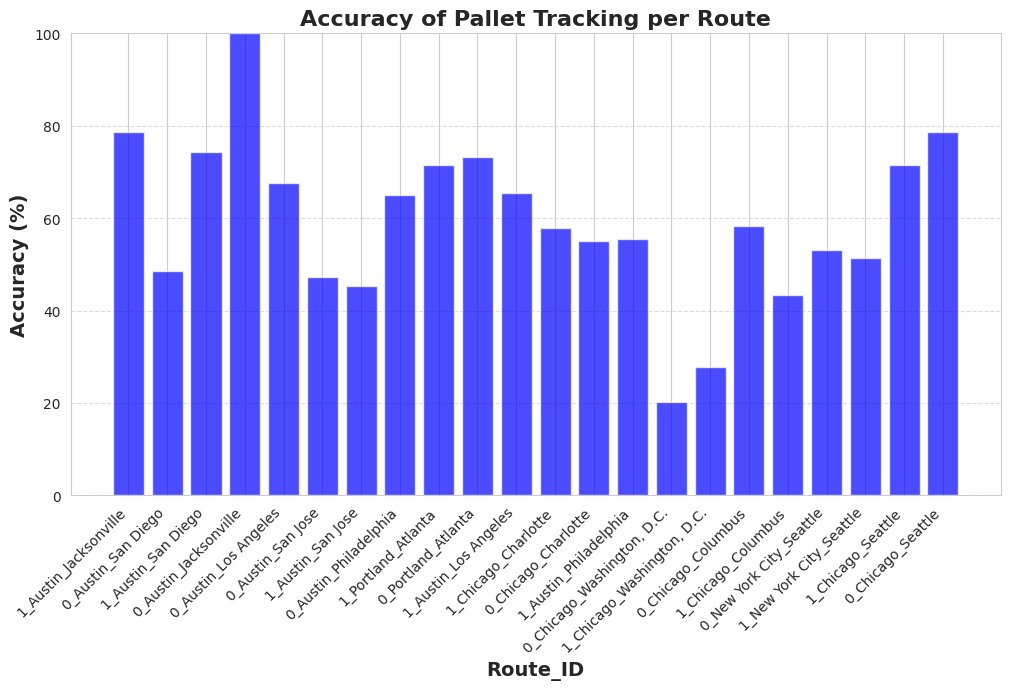 Accuracy of Pallet Tracking per Route
Accuracy (%)
100
80
60
40
20
0
1_Austin_Jacksonville
0_Austin_San Diego
1_Austin_San Diego
0_Austin_Jacksonville
0_Austin_Los Angeles
0_Austin_San Jose
1_Austin_San Jose
0_Austin_Philadelphia
1_Portland_Atlanta
0_Portland_Atlanta
1_Austin_Los Angeles
1_Chicago_Charlotte
0_Chicago_Charlotte
1_Austin_Philadelphia
0_Chicago_Washington, D.C.
1_Chicago_Washington, D.C.
0_Chicago_Columbus
1_Chicago_Columbus
0_New York City_Seattle
1_New York City_Seattle
1_Chicago_Seattle
0_Chicago_Seattle
Route_ID